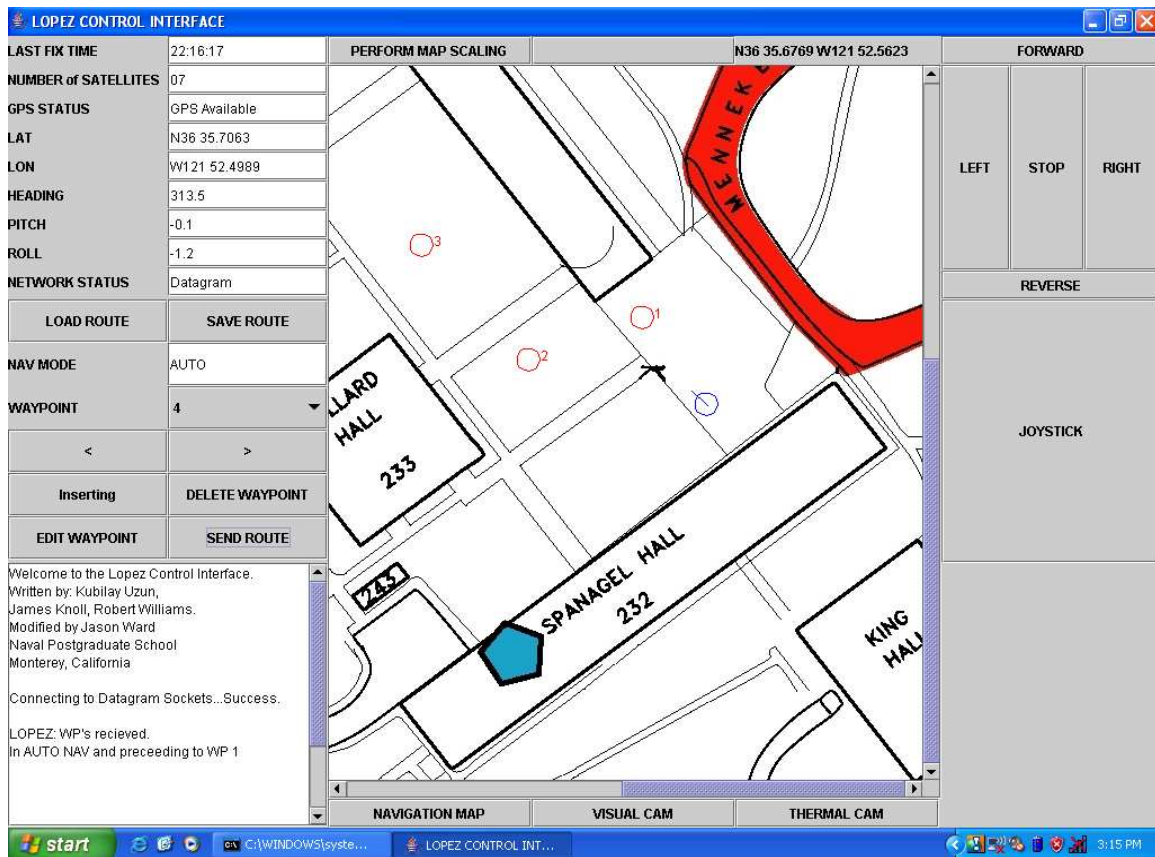 LOPEZ CONTROL INTERFACE
LAST FIX TIME 22:16:17
NUMBER of SATELLITES 07
GPS STATUS GPS Available
LAT N36 35.7063
LON W121 52.4989
HEADING 313.5
PITCH -0.1
ROLL -1.2
NETWORK STATUS Datagram
LOAD ROUTE SAVE ROUTE
NAV MODE AUTO
WAYPOINT 4
< >
Inserting DELETE WAYPOINT
EDIT WAYPOINT SEND ROUTE
Welcome to the Lopez Control Interface.
Written by: Kubilay Uzun,
James Knoll, Robert Williams.
Modified by Jason Ward
Naval Postgraduate School
Monterey, California
Connecting to Datagram Sockets...Success.
LOPEZ: WP's recieved.
In AUTO NAV and preceeding to WP 1
PERFORM MAP SCALING N36 35.6769 W121 52.5623
MENNEK
3
1
2
LLARD
HALL
233
243
SPANAGEL HALL
232
KING
HAL
NAVIGATION MAP VISUAL CAM THERMAL CAM
FORWARD
LEFT STOP RIGHT
REVERSE
JOYSTICK
start C:\WINDOWS\syste... LOPEZ CONTROL INT... 3:15 PM